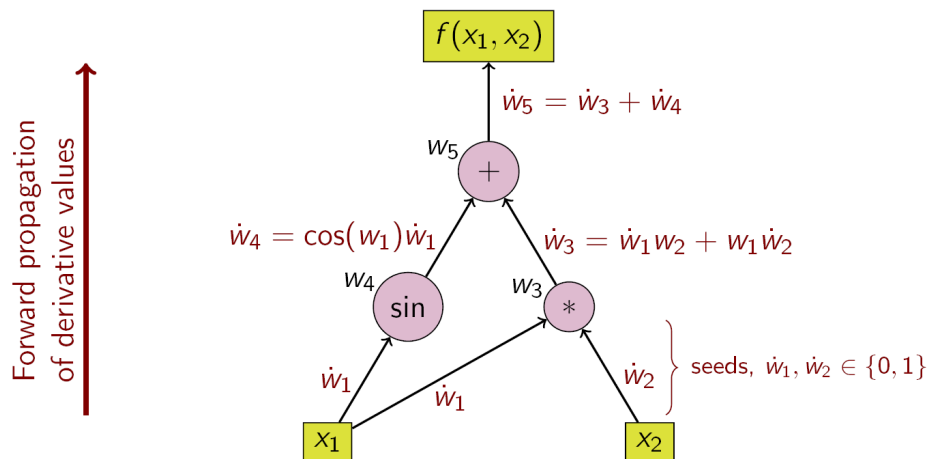 f(x₁, x₂)
ẇ₅ = ẇ₃ + ẇ₄
w₅
+
ẇ₄ = cos(w₁)ẇ₁
ẇ₃ = ẇ₁w₂ + w₁ẇ₂
w₄
sin
w₃
*
ẇ₁
ẇ₁
ẇ₂
seeds, ẇ₁, ẇ₂ ∈ {0, 1}
x₁
x₂
Forward propagation
of derivative values